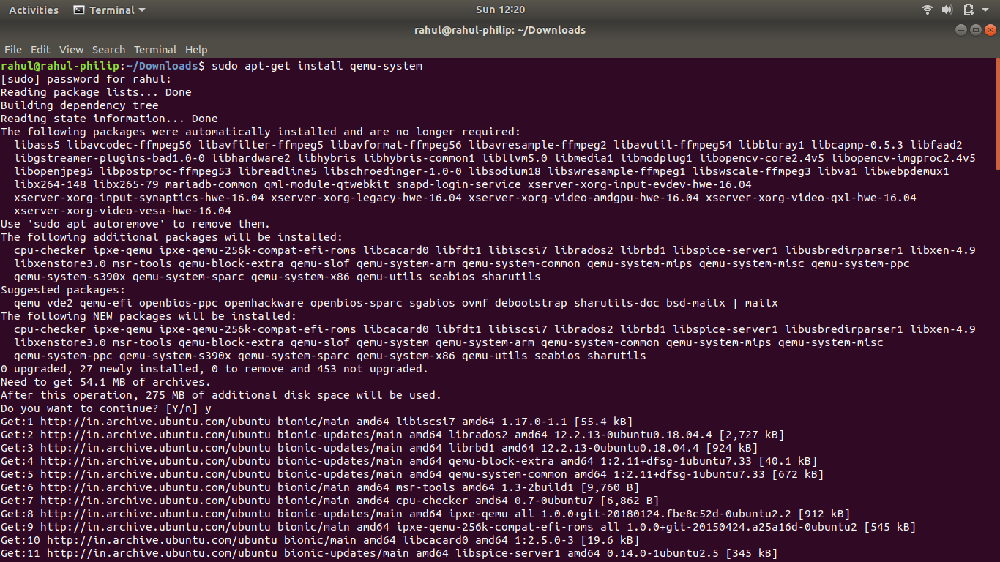 Activities Terminal Sun 12:20
rahul@rahul-philip: ~/Downloads
File Edit View Search Terminal Help
rahul@rahul-philip:~/Downloads$ sudo apt-get install qemu-system
[sudo] password for rahul:
Reading package lists... Done
Building dependency tree
Reading state information... Done
The following packages were automatically installed and are no longer required:
  libass5 libavcodec-ffmpeg56 libavfilter-ffmpeg5 libavformat-ffmpeg56 libavresample-ffmpeg2 libavutil-ffmpeg54 libbluray1 libcapnp-0.5.3 libfaad2
  libgstreamer-plugins-bad1.0-0 libhardware2 libhybris libhybris-common1 libllvm5.0 libmedia1 libmodplug1 libopencv-core2.4v5 libopencv-imgproc2.4v5
  libopenjpeg5 libpostproc-ffmpeg53 libreadline5 libschroedinger-1.0-0 libsodium18 libswresample-ffmpeg1 libswscale-ffmpeg3 libva1 libwebpdemux1
  libx264-148 libx265-79 mariadb-common qml-module-qtwebkit snapd-login-service xserver-xorg-input-evdev-hwe-16.04
  xserver-xorg-input-synaptics-hwe-16.04 xserver-xorg-legacy-hwe-16.04 xserver-xorg-video-amdgpu-hwe-16.04 xserver-xorg-video-qxl-hwe-16.04
  xserver-xorg-video-vesa-hwe-16.04
Use 'sudo apt autoremove' to remove them.
The following additional packages will be installed:
  cpu-checker ipxe-qemu ipxe-qemu-256k-compat-efi-roms libcacard0 libfdt1 libiscsi7 librados2 librbd1 libspice-server1 libusbredirparser1 libxen-4.9
  libxenstore3.0 msr-tools qemu-block-extra qemu-slof qemu-system-arm qemu-system-common qemu-system-mips qemu-system-misc qemu-system-ppc
  qemu-system-s390x qemu-system-sparc qemu-system-x86 qemu-utils seabios sharutils
Suggested packages:
  qemu vde2 qemu-efi openbios-ppc openhackware openbios-sparc sgabios ovmf debootstrap sharutils-doc bsd-mailx | mailx
The following NEW packages will be installed:
  cpu-checker ipxe-qemu ipxe-qemu-256k-compat-efi-roms libcacard0 libfdt1 libiscsi7 librados2 librbd1 libspice-server1 libusbredirparser1 libxen-4.9
  libxenstore3.0 msr-tools qemu-block-extra qemu-slof qemu-system qemu-system-arm qemu-system-common qemu-system-mips qemu-system-misc
  qemu-system-ppc qemu-system-s390x qemu-system-sparc qemu-system-x86 qemu-utils seabios sharutils
0 upgraded, 27 newly installed, 0 to remove and 453 not upgraded.
Need to get 54.1 MB of archives.
After this operation, 275 MB of additional disk space will be used.
Do you want to continue? [Y/n] y
Get:1 http://in.archive.ubuntu.com/ubuntu bionic/main amd64 libiscsi7 amd64 1.17.0-1.1 [55.4 kB]
Get:2 http://in.archive.ubuntu.com/ubuntu bionic-updates/main amd64 librados2 amd64 12.2.13-0ubuntu0.18.04.4 [2,727 kB]
Get:3 http://in.archive.ubuntu.com/ubuntu bionic-updates/main amd64 librbd1 amd64 12.2.13-0ubuntu0.18.04.4 [924 kB]
Get:4 http://in.archive.ubuntu.com/ubuntu bionic-updates/main amd64 qemu-block-extra amd64 1:2.11+dfsg-1ubuntu7.33 [40.1 kB]
Get:5 http://in.archive.ubuntu.com/ubuntu bionic-updates/main amd64 qemu-system-common amd64 1:2.11+dfsg-1ubuntu7.33 [672 kB]
Get:6 http://in.archive.ubuntu.com/ubuntu bionic/main amd64 msr-tools amd64 1.3-2build1 [9,760 B]
Get:7 http://in.archive.ubuntu.com/ubuntu bionic/main amd64 cpu-checker amd64 0.7-0ubuntu7 [6,862 B]
Get:8 http://in.archive.ubuntu.com/ubuntu bionic-updates/main amd64 ipxe-qemu all 1.0.0+git-20180124.fbe8c52d-0ubuntu2.2 [912 kB]
Get:9 http://in.archive.ubuntu.com/ubuntu bionic/main amd64 ipxe-qemu-256k-compat-efi-roms all 1.0.0+git-20150424.a25a16d-0ubuntu2 [545 kB]
Get:10 http://in.archive.ubuntu.com/ubuntu bionic/main amd64 libcacard0 amd64 1:2.5.0-3 [19.6 kB]
Get:11 http://in.archive.ubuntu.com/ubuntu bionic-updates/main amd64 libspice-server1 amd64 0.14.0-1ubuntu2.5 [345 kB]